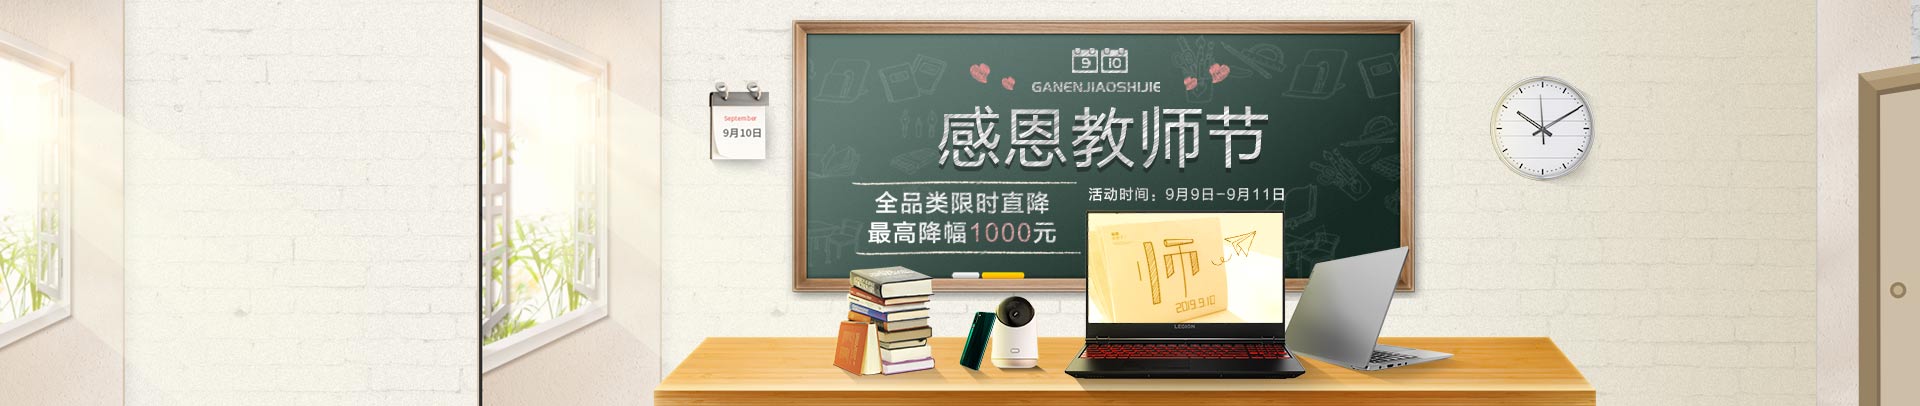 9 10
GANENJIAOSHIJIE
感恩教师节
September
9月10日
活动时间：9月9日-9月11日
全品类限时直降
最高降幅1000元
师
2019.9.10
LEGION